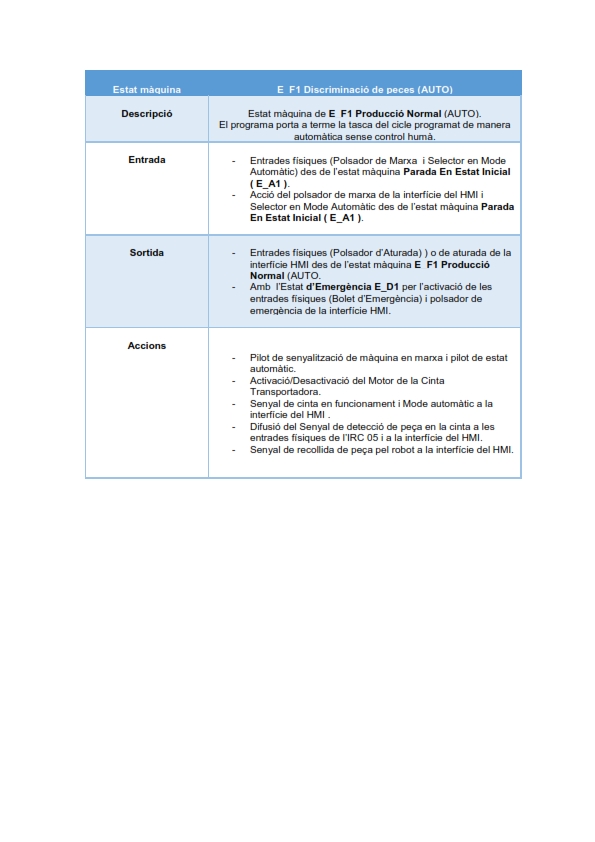 Estat màquina E_F1 Discriminació de peces (AUTO)
Descripció
Estat màquina de E_F1 Producció Normal (AUTO).
El programa porta a terme la tasca del cicle programat de manera
automàtica sense control humà.
Entrada
- Entrades físiques (Polsador de Marxa i Selector en Mode
Automàtic) des de l'estat màquina Parada En Estat Inicial
( E_A1 ).
- Acció del polsador de marxa de la interfície del HMI i
Selector en Mode Automàtic des de l'estat màquina Parada
En Estat Inicial ( E_A1 ).
Sortida
- Entrades físiques (Polsador d'Aturada) ) o de aturada de la
interfície HMI des de l'estat màquina E_F1 Producció
Normal (AUTO.
- Amb l'Estat d'Emergència E_D1 per l'activació de les
entrades físiques (Bolet d'Emergència) i polsador de
emergència de la interfície HMI.
Accions
- Pilot de senyalització de màquina en marxa i pilot de estat
automàtic.
- Activació/Desactivació del Motor de la Cinta
Transportadora.
- Senyal de cinta en funcionament i Mode automàtic a la
interfície del HMI .
- Difusió del Senyal de detecció de peça en la cinta a les
entrades físiques de l'IRC 05 i a la interfície del HMI.
- Senyal de recollida de peça pel robot a la interfície del HMI.